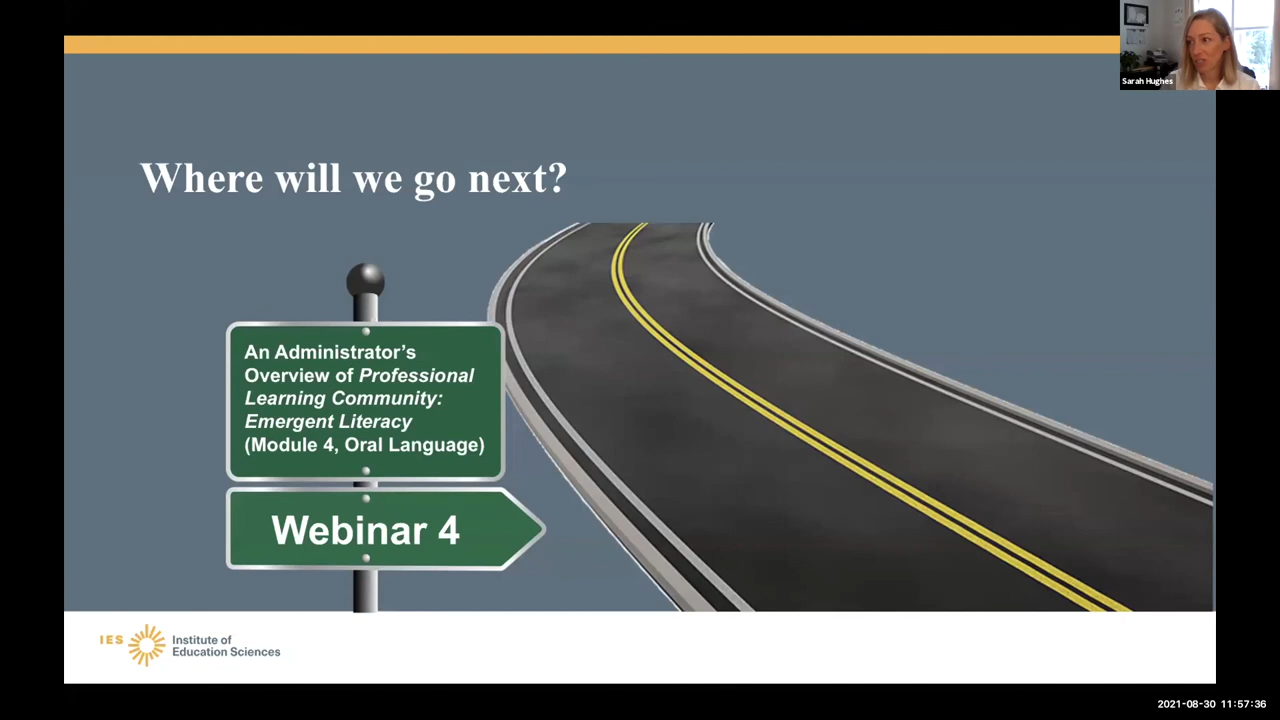 Sarah Hughes
Where will we go next?
An Administrator's
Overview of Professional
Learning Community:
Emergent Literacy
(Module 4, Oral Language)
Webinar 4
IES
Institute of
Education Sciences
2021-08-30 11:57:36